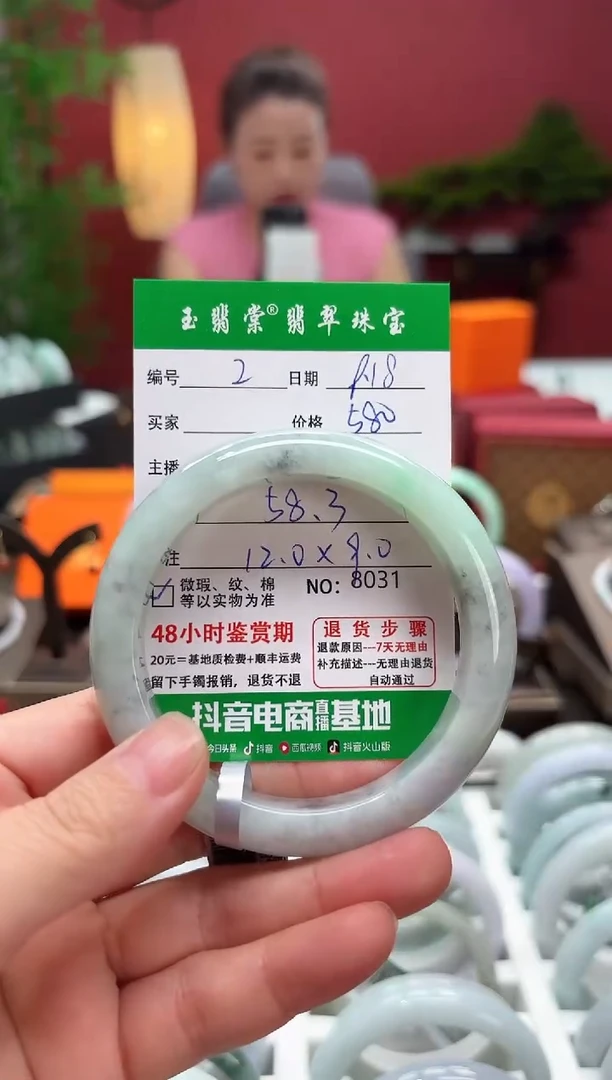 玉翡棠®翡翠珠宝
编号 2 日期 9.18
买家 价格 580
主播
58.3
注 12.0×8.0
微瑕、纹、棉
等以实物为准
NO: 8031
48小时鉴赏期
20元=基地质检费+顺丰运费
留下手镯报销，退货不退
退货步骤
退款原因---7天无理由
补充描述---无理由退货
自动通过
抖音电商直播基地
今日头条 抖音 西瓜视频 抖音火山版